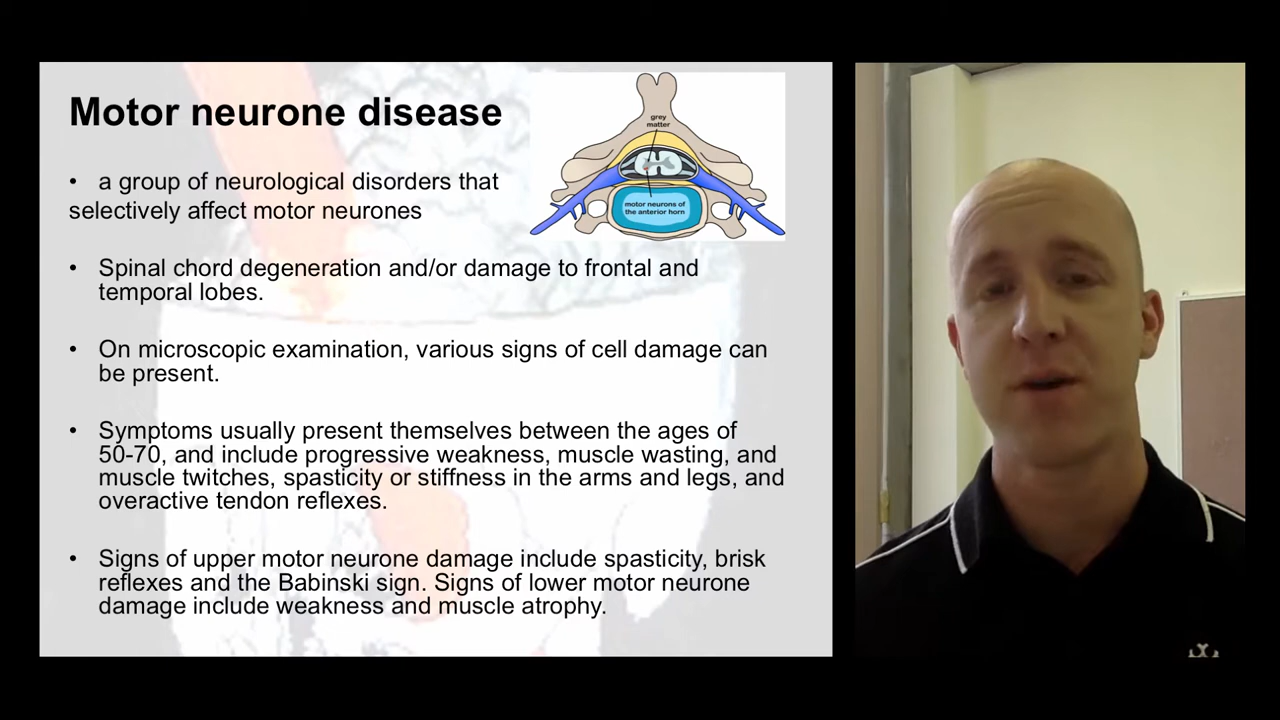 Motor neurone disease
grey
matter
motor neurons of
the anterior horn
• a group of neurological disorders that
selectively affect motor neurones
• Spinal chord degeneration and/or damage to frontal and
temporal lobes.
• On microscopic examination, various signs of cell damage can
be present.
• Symptoms usually present themselves between the ages of
50-70, and include progressive weakness, muscle wasting, and
muscle twitches, spasticity or stiffness in the arms and legs, and
overactive tendon reflexes.
• Signs of upper motor neurone damage include spasticity, brisk
reflexes and the Babinski sign. Signs of lower motor neurone
damage include weakness and muscle atrophy.